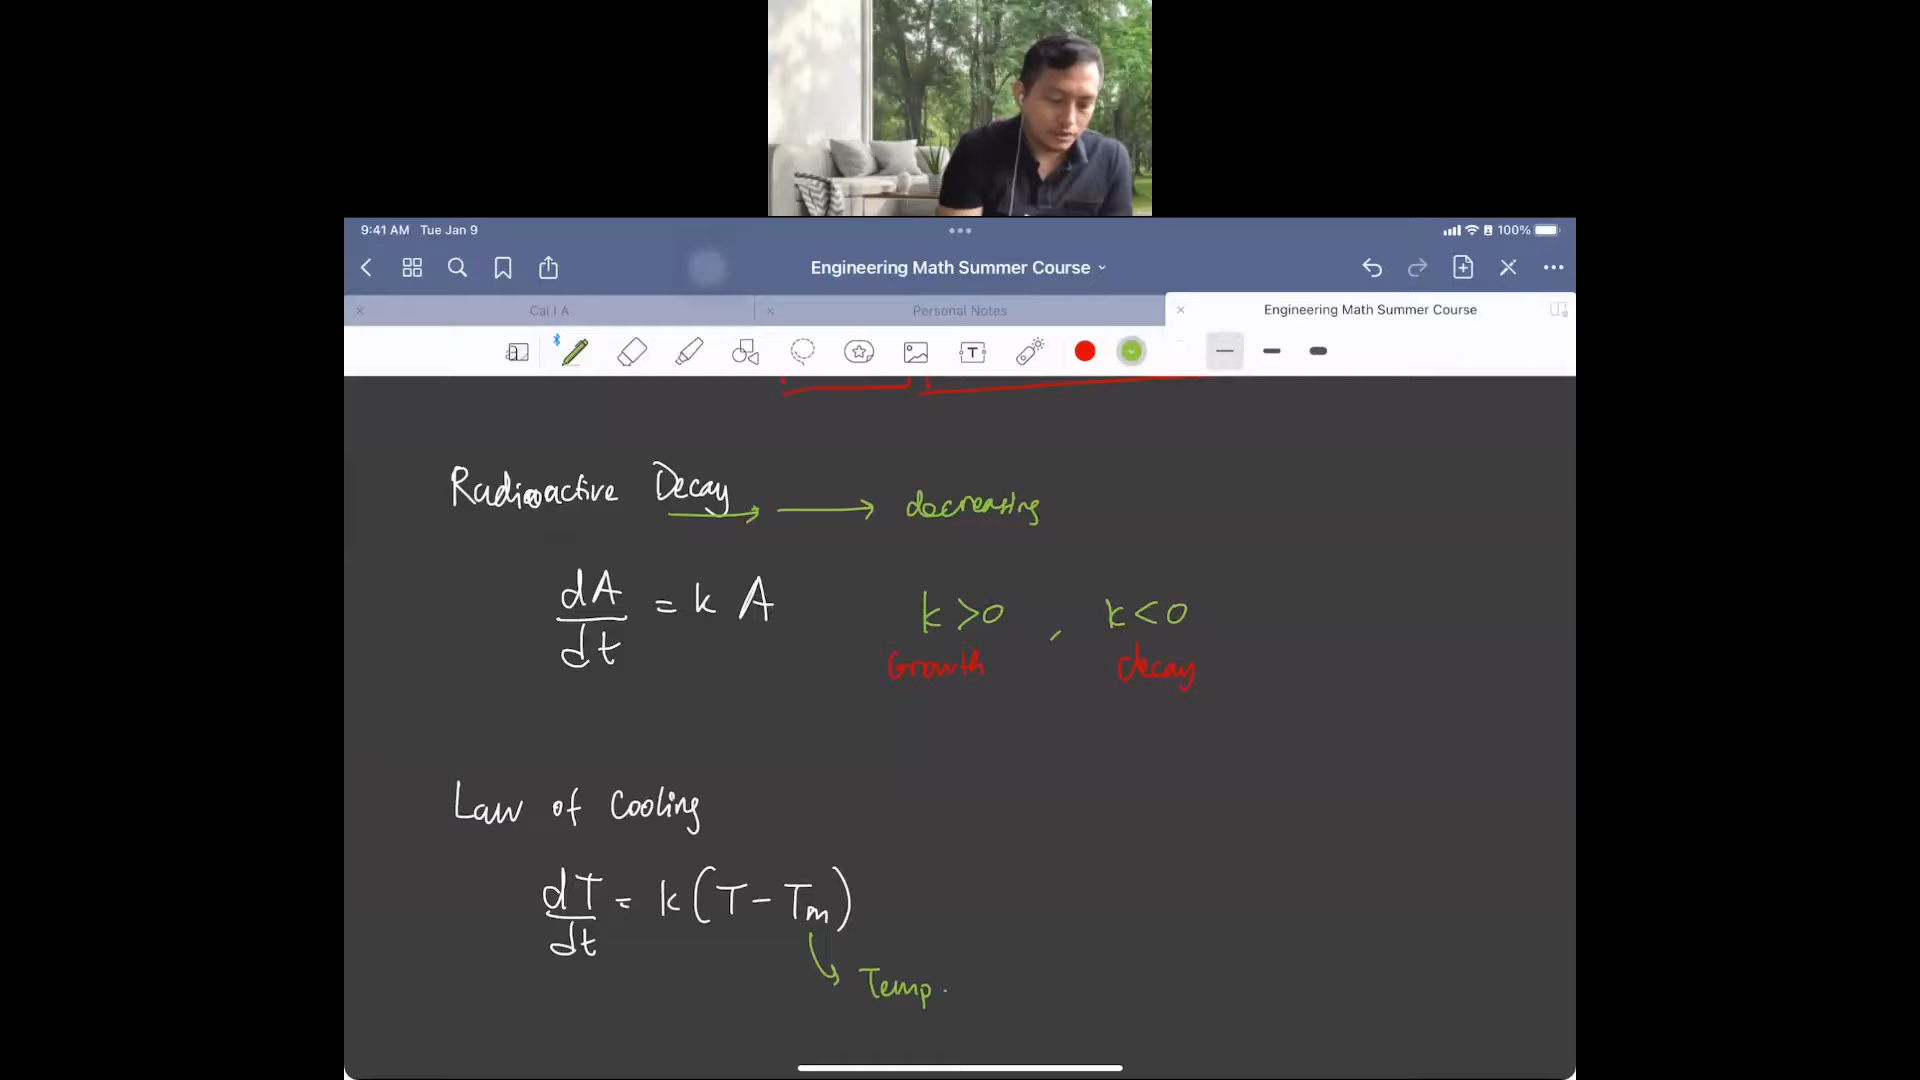 9:41 AM Tue Jan 9
100%
Engineering Math Summer Course
Cal I A
Personal Notes
Engineering Math Summer Course
T
Radioactive Decay → decreasing
dA/dt = k A
k > 0 , k < 0
Growth decay
Law of Cooling
dT/dt = k (T - Tm)
Temp.